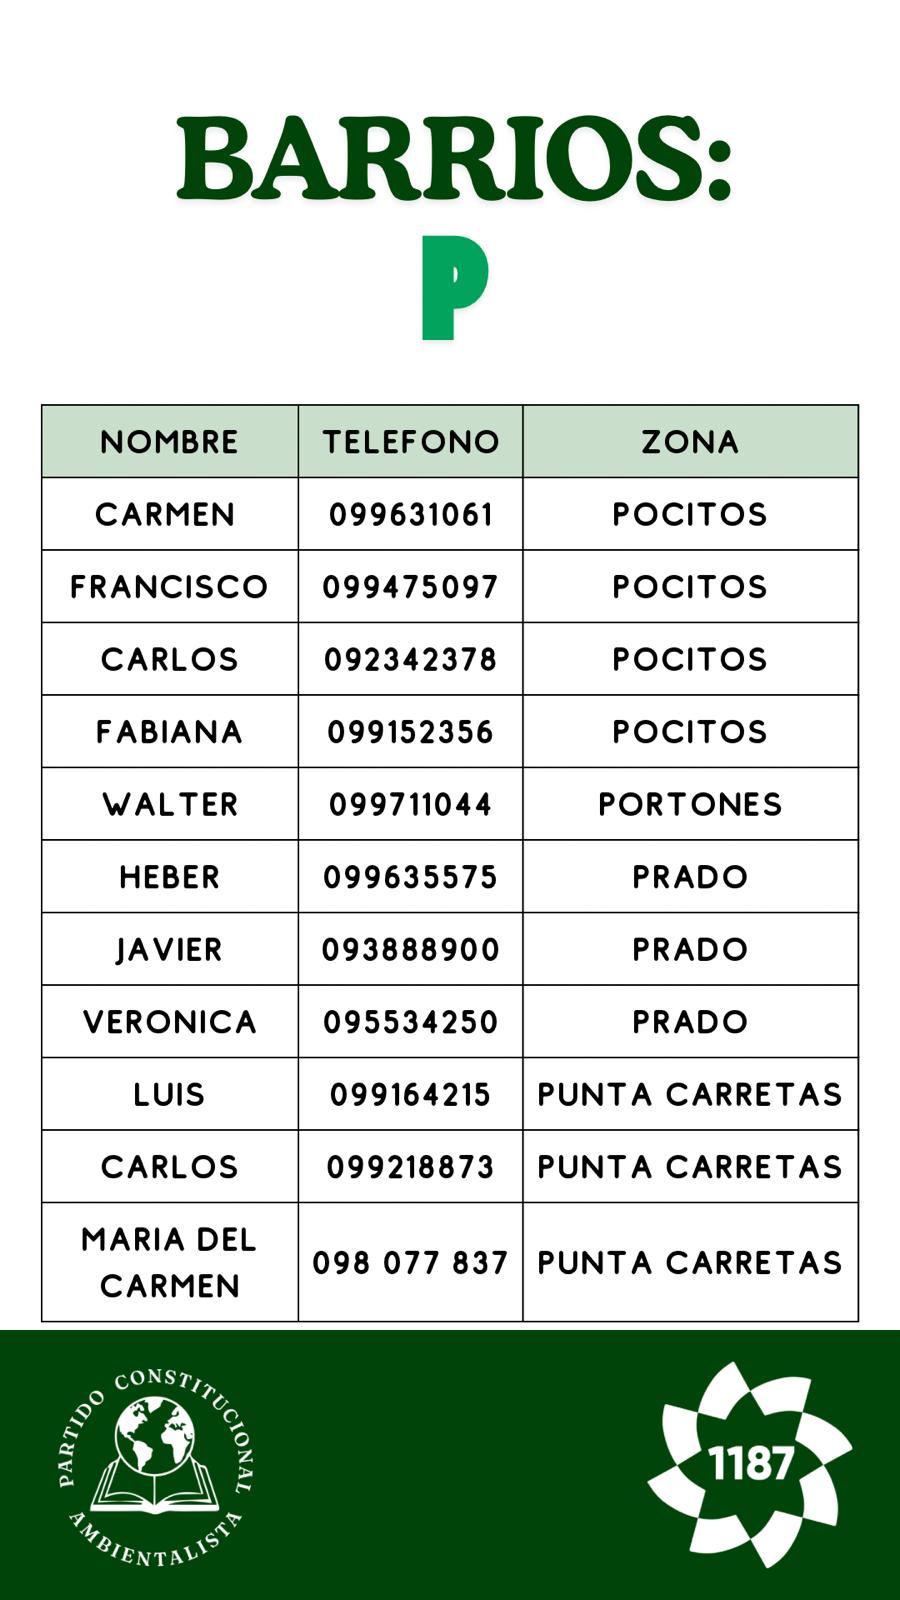 BARRIOS:
P
NOMBRE TELEFONO ZONA
CARMEN 099631061 POCITOS
FRANCISCO 099475097 POCITOS
CARLOS 092342378 POCITOS
FABIANA 099152356 POCITOS
WALTER 099711044 PORTONES
HEBER 099635575 PRADO
JAVIER 093888900 PRADO
VERONICA 095534250 PRADO
LUIS 099164215 PUNTA CARRETAS
CARLOS 099218873 PUNTA CARRETAS
MARIA DEL
CARMEN 098 077 837 PUNTA CARRETAS
PARTIDO CONSTITUCIONAL
AMBIENTALISTA
1187